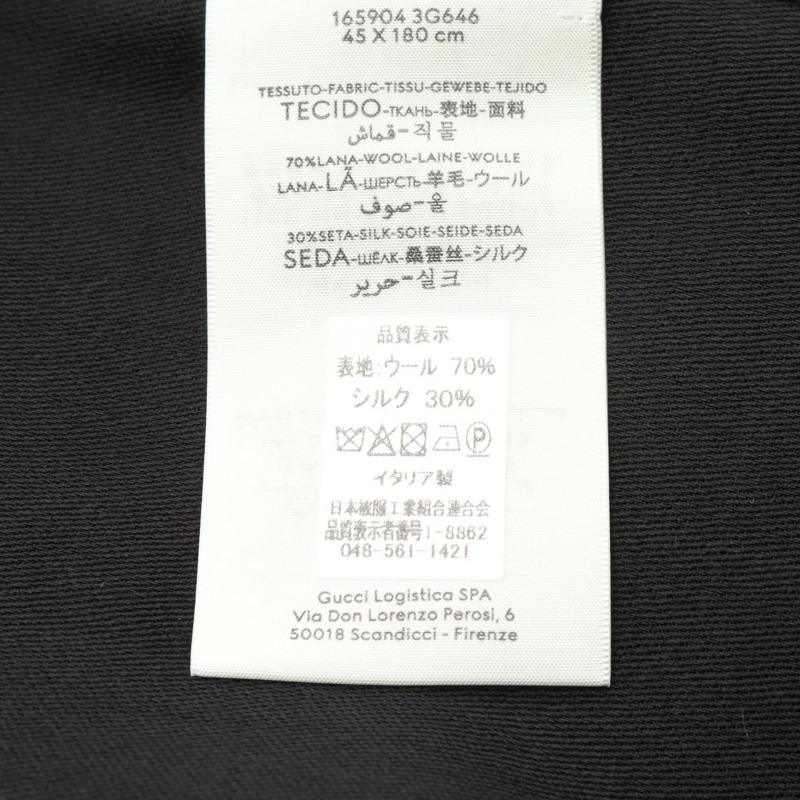 165904 3G646
45 X 180 cm
TESSUTO-FABRIC-TISSU-GEWEBE-TEJIDO
TECIDO-ТКАНЬ-表地-面料
قماش-직물
70%LANA-WOOL-LAINE-WOLLE
LANA-LÃ-ШЕРСТЬ-羊毛-ウール
صوف-울
30%SETA-SILK-SOIE-SEIDE-SEDA
SEDA-ШЁЛК-桑蚕丝-シルク
حرير-실크
品質表示
表地:ウール 70%
シルク 30%
イタリア製
日本被服工業組合連合会
品質表示者番号1-8862
048-561-1421
Gucci Logistica SPA
Via Don Lorenzo Perosi, 6
50018 Scandicci - Firenze